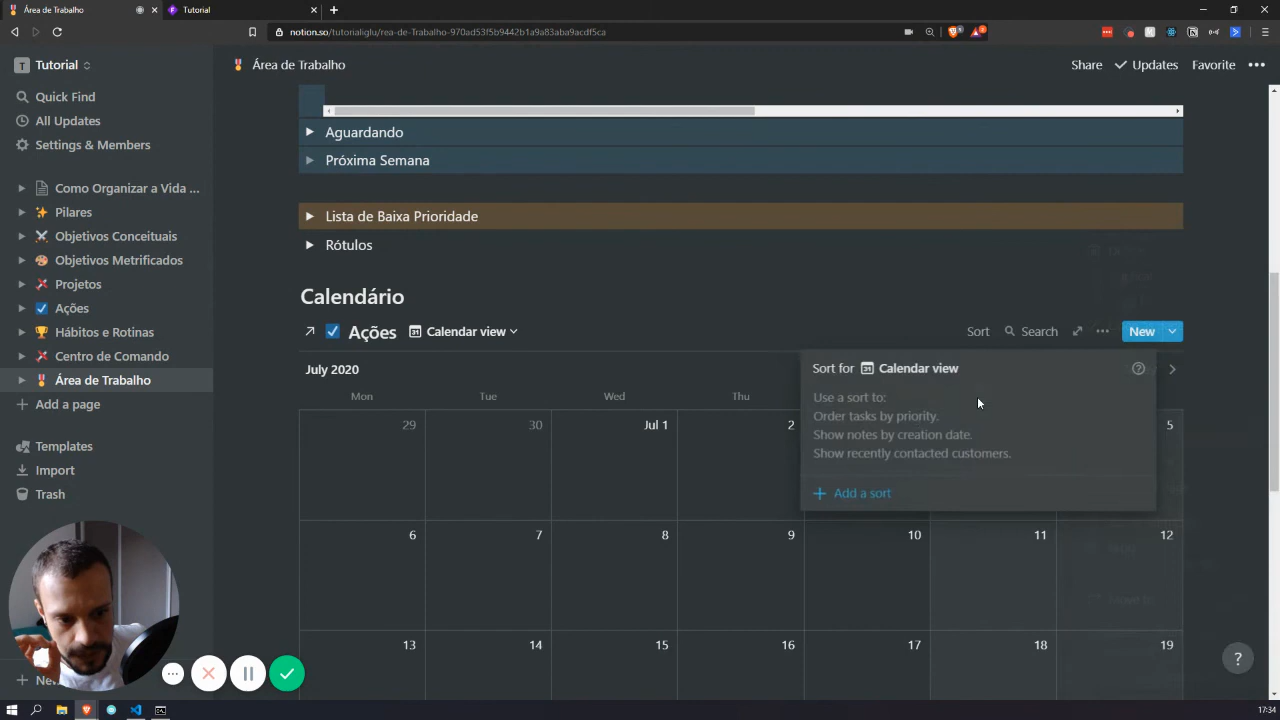 Área de Trabalho
Tutorial
notion.so/tutorialiglu/rea-de-Trabalho-970ad53f5b9442b1a9a83aba9acdf5ca
T Tutorial
Área de Trabalho
Share
Updates
Favorite
Quick Find
All Updates
Settings & Members
Como Organizar a Vida ...
Pilares
Objetivos Conceituais
Objetivos Metrificados
Projetos
Ações
Hábitos e Rotinas
Centro de Comando
Área de Trabalho
Add a page
Templates
Import
Trash
Aguardando
Próxima Semana
Lista de Baixa Prioridade
Rótulos
Calendário
Ações
31 Calendar view
Sort
Search
New
July 2020
Sort for 31 Calendar view
Use a sort to:
Order tasks by priority.
Show notes by creation date.
Show recently contacted customers.
Add a sort
Mon Tue Wed Thu
29 30 Jul 1 2 5
6 7 8 9 10 11 12
13 14 15 16 17 18 19
?
17:34